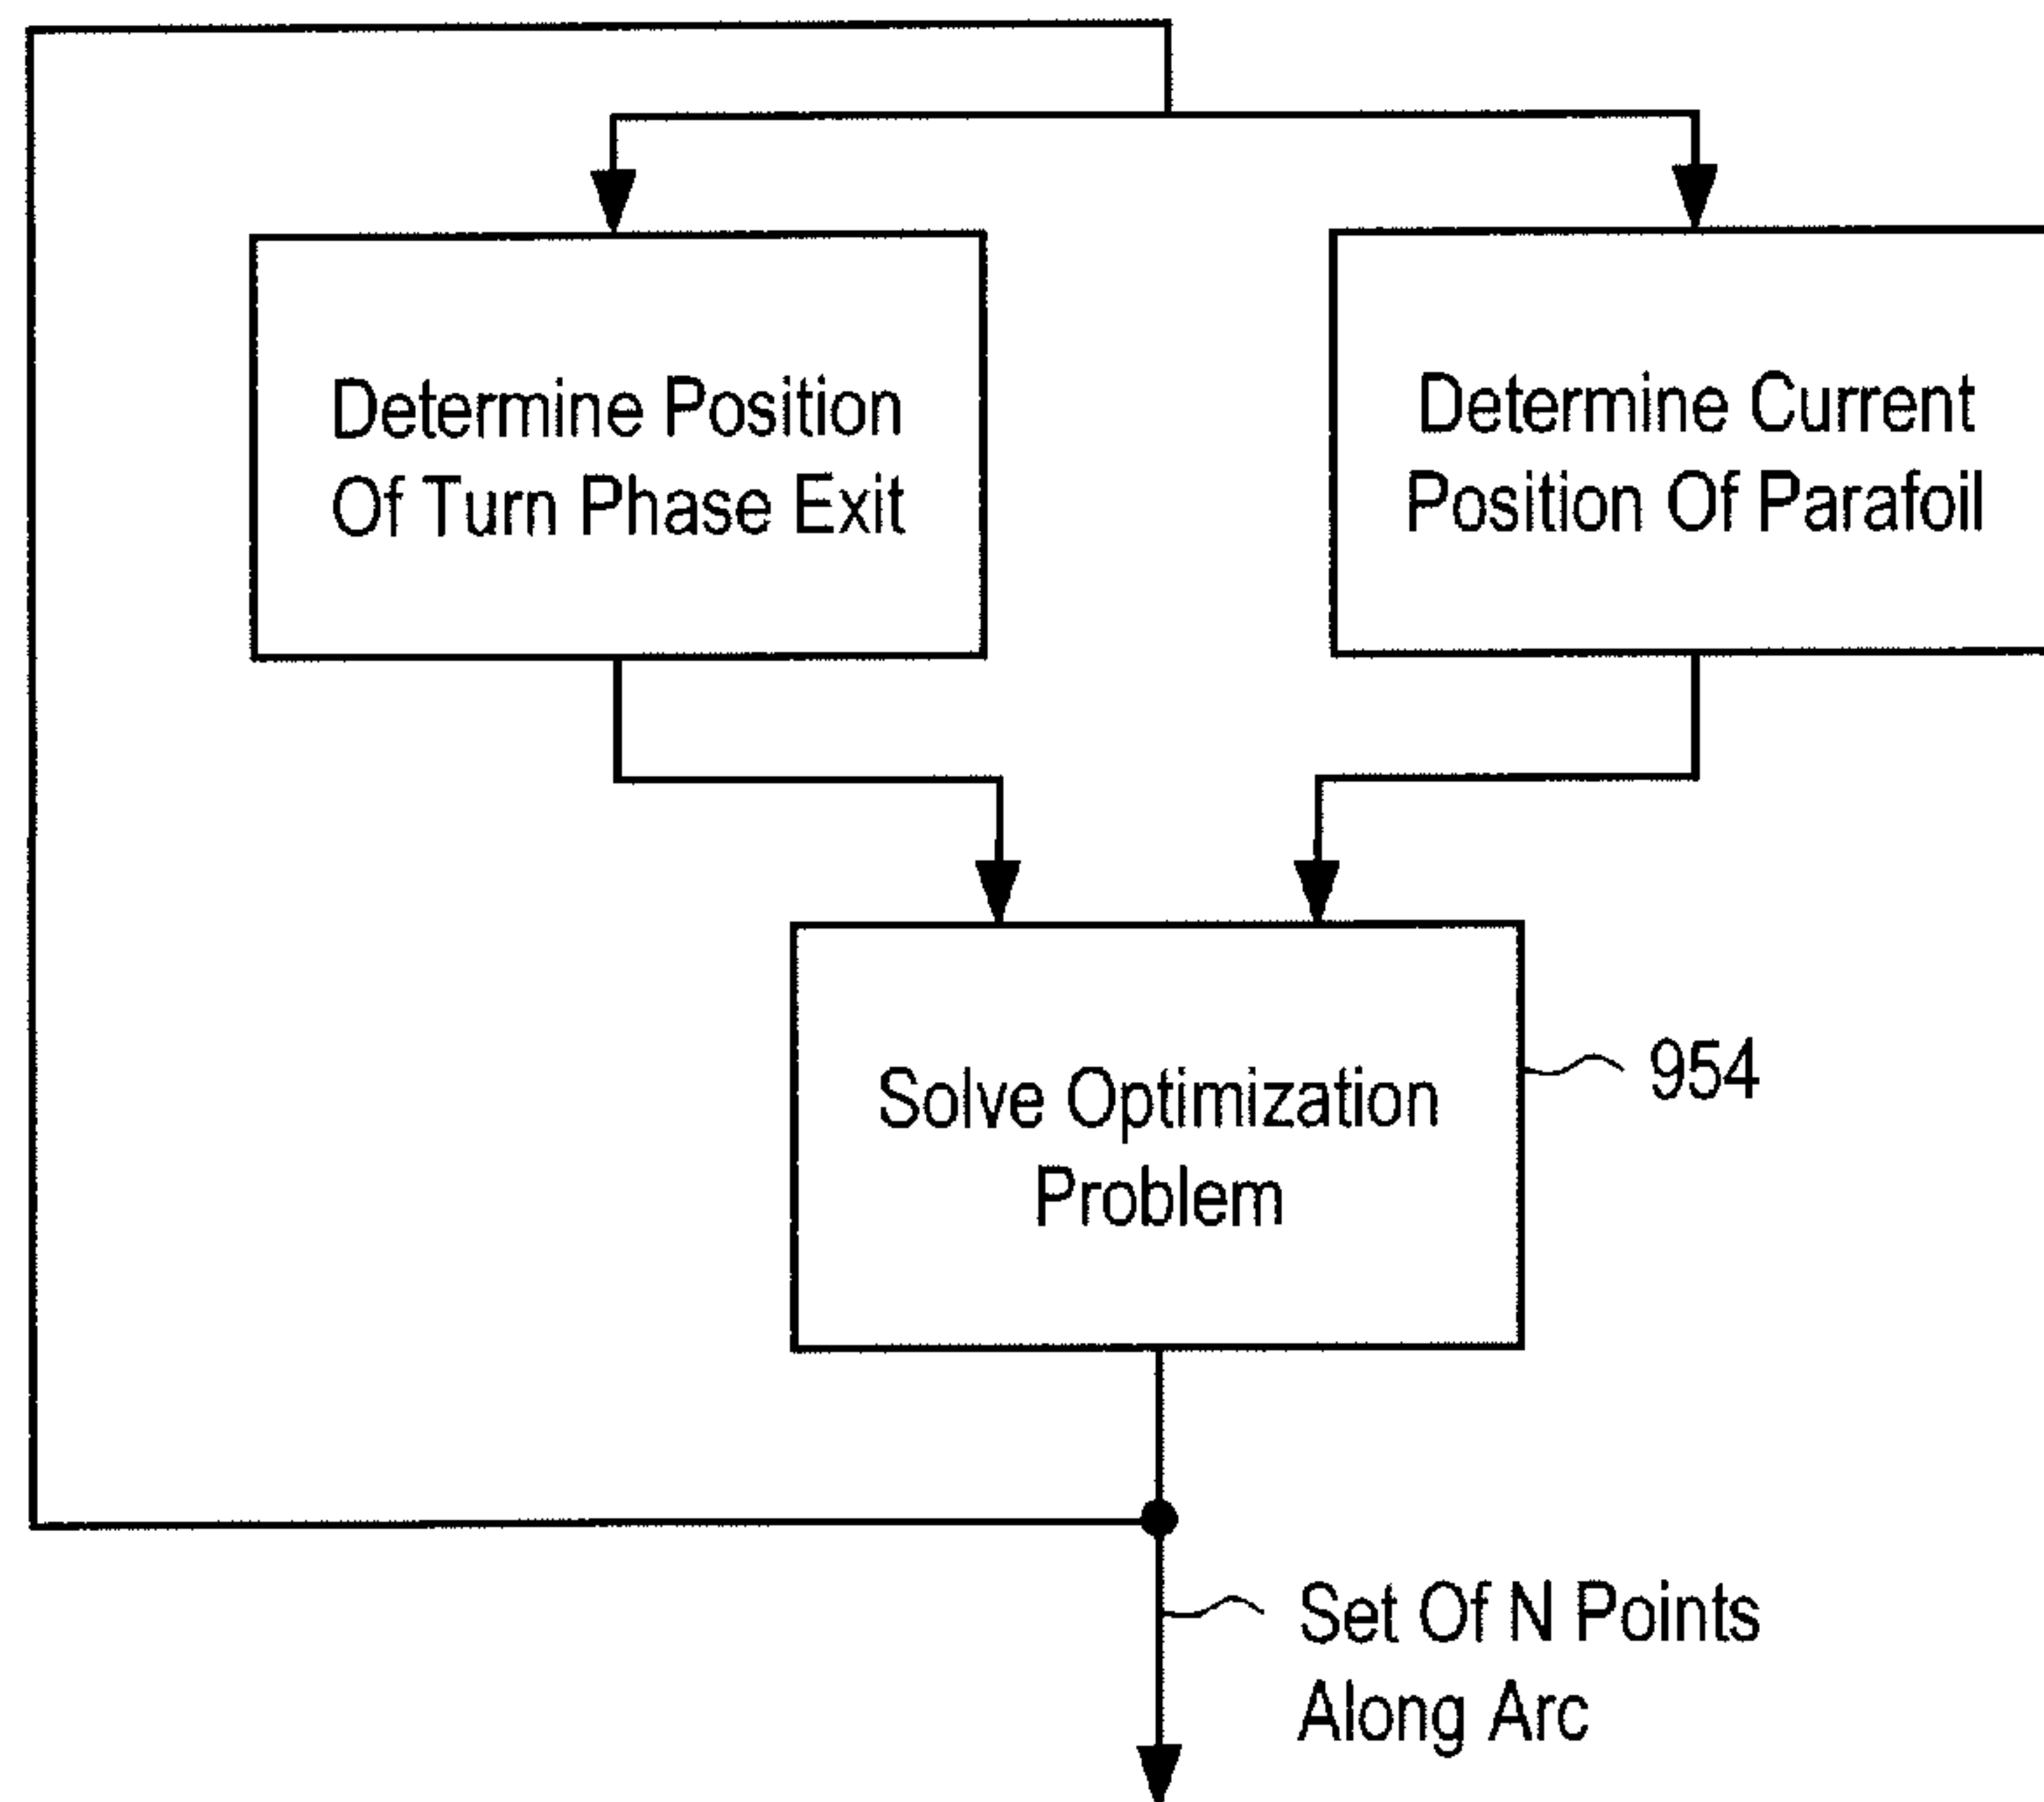 Determine Position
Of Turn Phase Exit
Determine Current
Position Of Parafoil
Solve Optimization
Problem
954
Set Of N Points
Along Arc